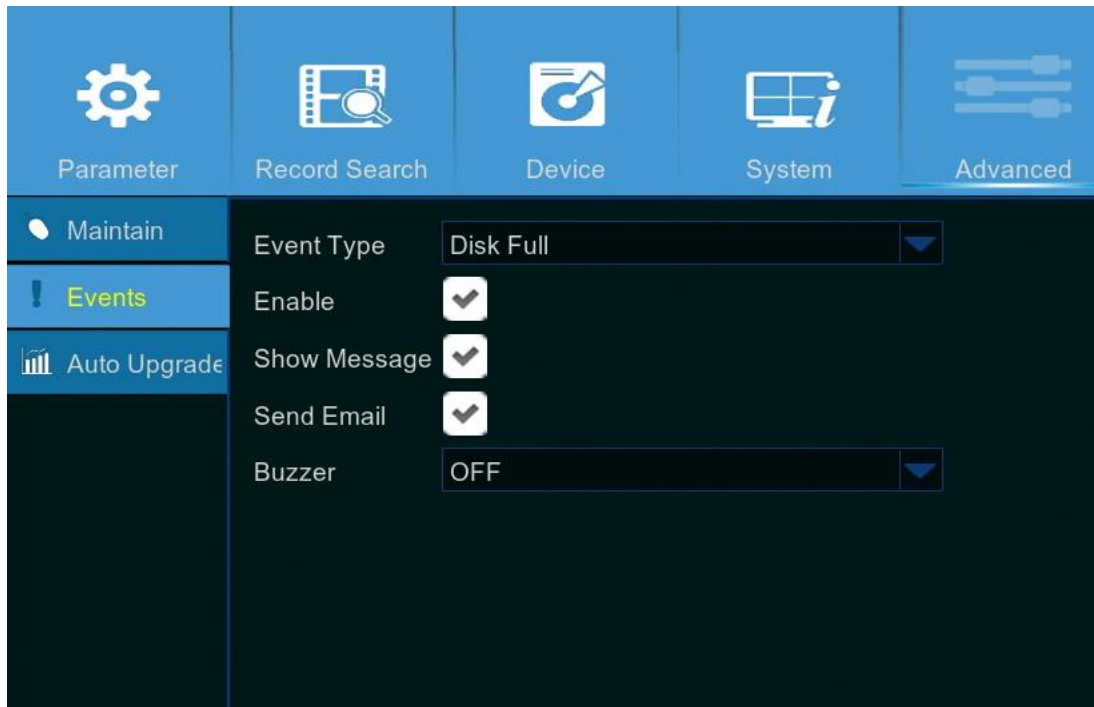 Parameter
Record Search
Device
System
Advanced
Maintain
Events
Auto Upgrade
Event Type
Disk Full
Enable
Show Message
Send Email
Buzzer
OFF